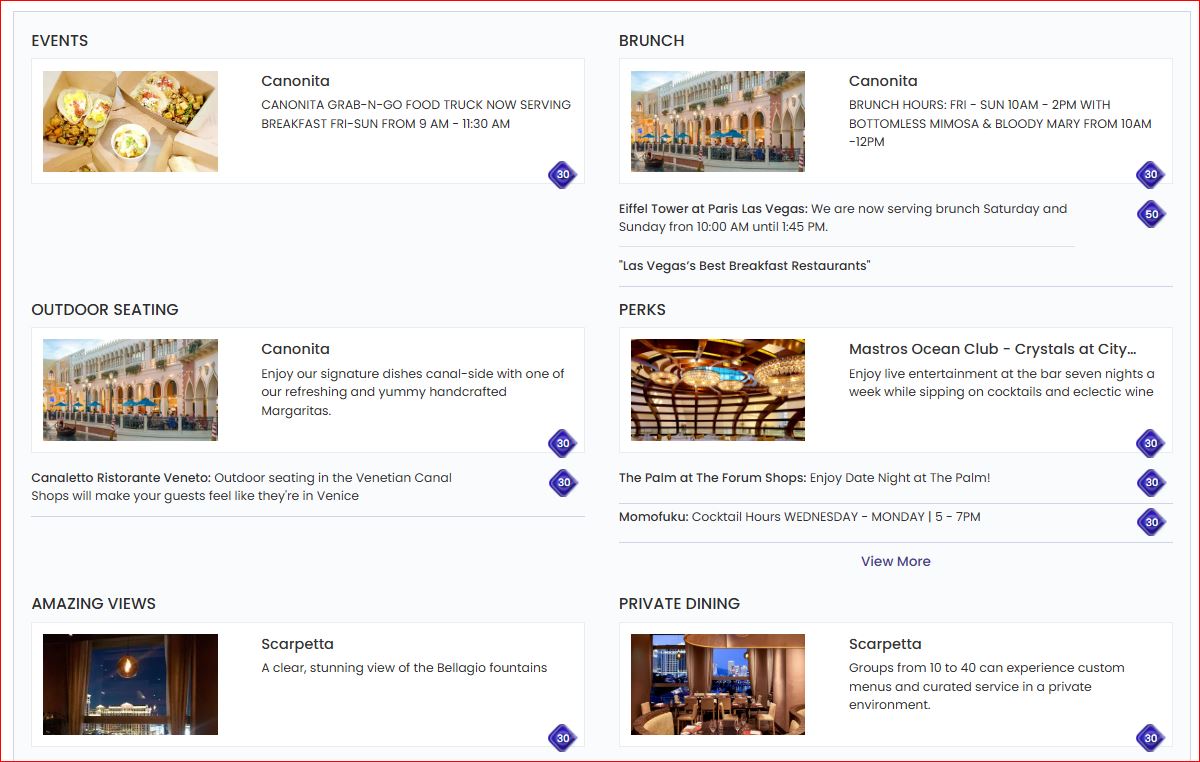 EVENTS
Canonita
CANONITA GRAB-N-GO FOOD TRUCK NOW SERVING
BREAKFAST FRI-SUN FROM 9 AM - 11:30 AM
30
BRUNCH
Canonita
BRUNCH HOURS: FRI - SUN 10AM - 2PM WITH
BOTTOMLESS MIMOSA & BLOODY MARY FROM 10AM
-12PM
30
Eiffel Tower at Paris Las Vegas: We are now serving brunch Saturday and
Sunday fron 10:00 AM until 1:45 PM.
50
"Las Vegas's Best Breakfast Restaurants"
OUTDOOR SEATING
Canonita
Enjoy our signature dishes canal-side with one of
our refreshing and yummy handcrafted
Margaritas.
30
Canaletto Ristorante Veneto: Outdoor seating in the Venetian Canal
Shops will make your guests feel like they're in Venice
30
PERKS
Mastros Ocean Club - Crystals at City...
Enjoy live entertainment at the bar seven nights a
week while sipping on cocktails and eclectic wine
30
The Palm at The Forum Shops: Enjoy Date Night at The Palm!
30
Momofuku: Cocktail Hours WEDNESDAY - MONDAY | 5 - 7PM
30
View More
AMAZING VIEWS
Scarpetta
A clear, stunning view of the Bellagio fountains
30
PRIVATE DINING
Scarpetta
Groups from 10 to 40 can experience custom
menus and curated service in a private
environment.
30